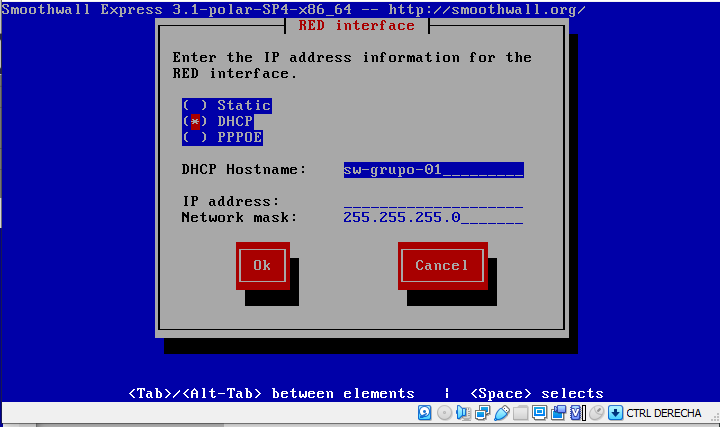 Smoothwall Express 3.1-polar-SP4-x86_64 -- http://smoothwall.org/
RED interface
Enter the IP address information for the
RED interface.
( ) Static
(*) DHCP
( ) PPPOE
DHCP Hostname: sw-grupo-01_________
IP address: ____________________
Network mask: 255.255.255.0_______
Ok Cancel
<Tab>/<Alt-Tab> between elements | <Space> selects
CTRL DERECHA